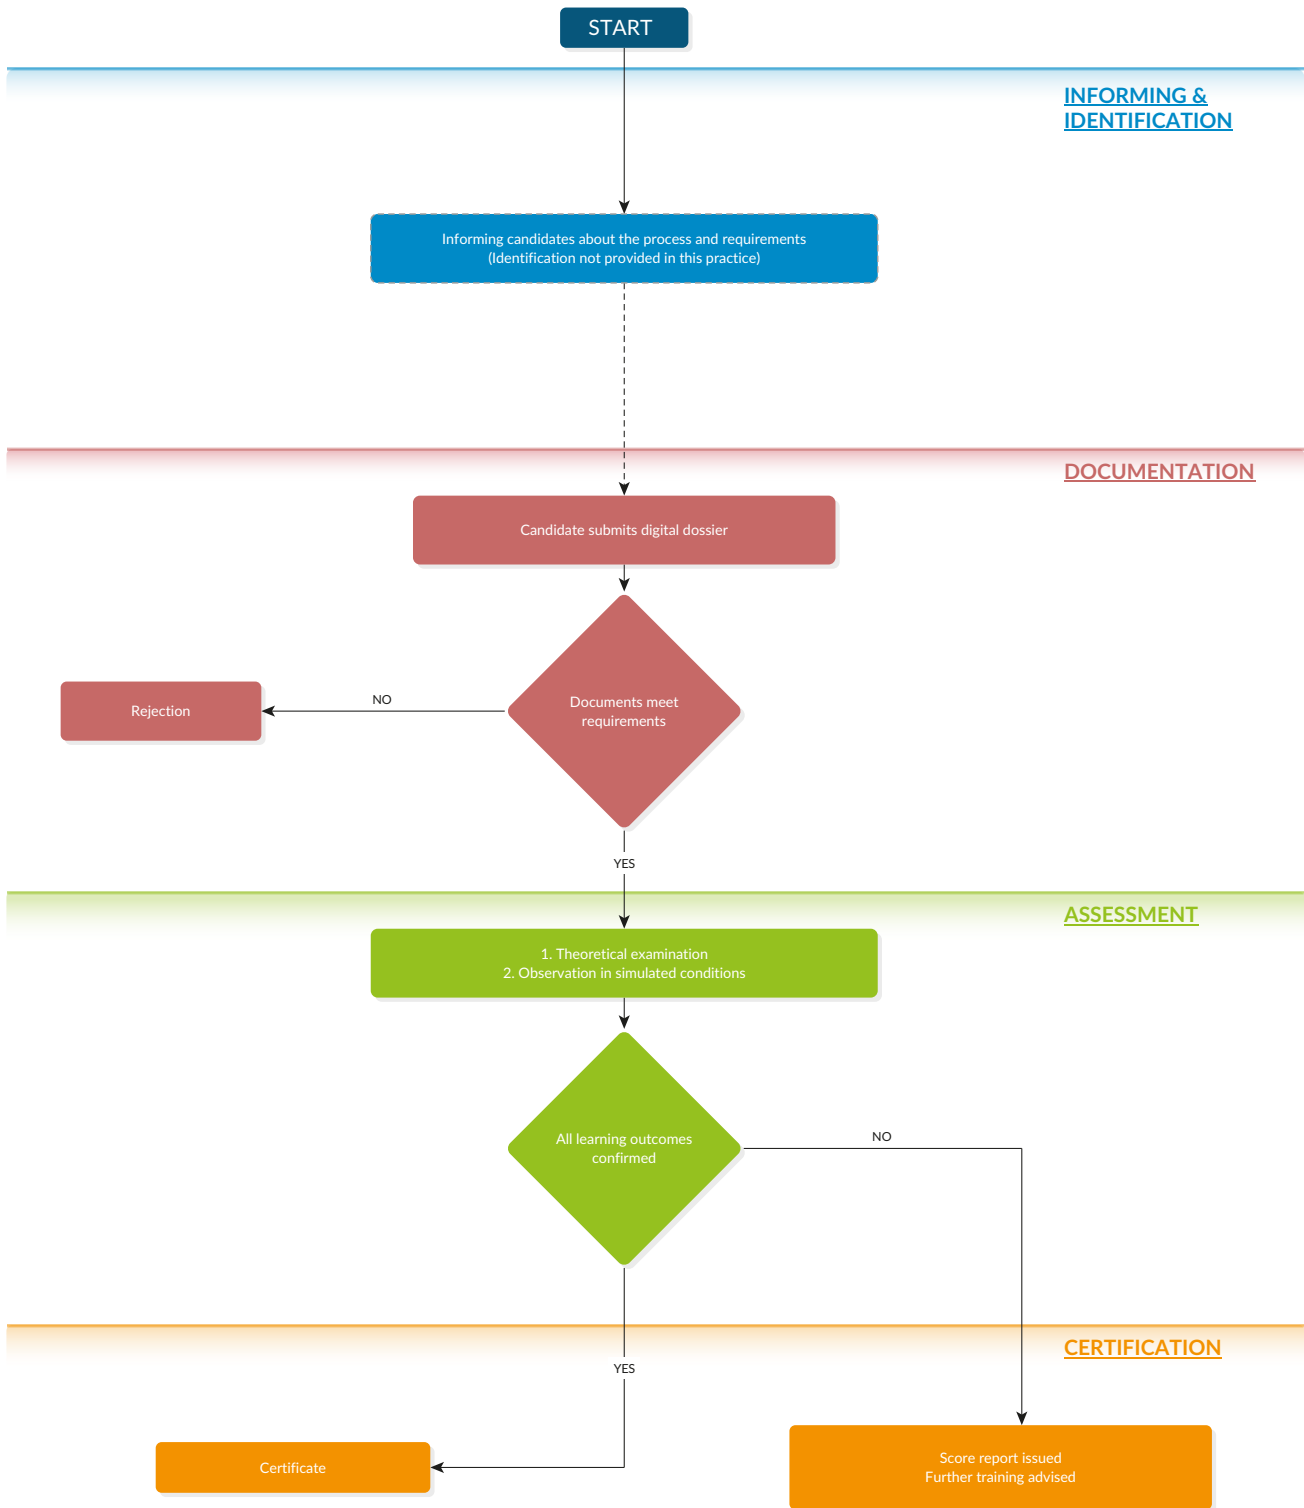 START
INFORMING &
IDENTIFICATION
Informing candidates about the process and requirements
(Identification not provided in this practice)
DOCUMENTATION
Candidate submits digital dossier
Documents meet
requirements
NO
Rejection
YES
ASSESSMENT
1. Theoretical examination
2. Observation in simulated conditions
All learning outcomes
confirmed
NO
CERTIFICATION
YES
Certificate
Score report issued
Further training advised